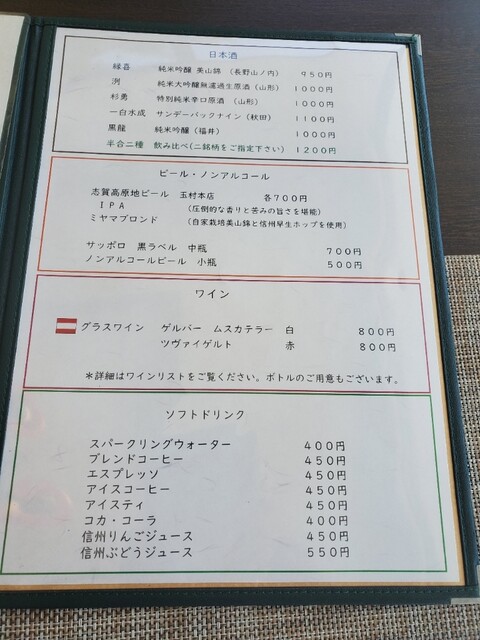 日本酒
縁喜 純米吟醸 美山錦 (長野山ノ内) 950円
洌 純米大吟醸無濾過生原酒(山形) 1000円
杉勇 特別純米辛口原酒 (山形) 1000円
一白水成 サンデーバックナイン(秋田) 1100円
黒龍 純米吟醸(福井) 1000円
半合二種 飲み比べ(二銘柄をご指定下さい) 1200円
ビール・ノンアルコール
志賀高原地ビール 玉村本店 各700円
IPA (圧倒的な香りと苦みの旨さを堪能)
ミヤマブロンド (自家栽培美山錦と信州早生ホップを使用)
サッポロ 黒ラベル 中瓶 700円
ノンアルコールビール 小瓶 500円
ワイン
グラスワイン ゲルバー ムスカテラー 白 800円
ツヴァイゲルト 赤 800円
*詳細はワインリストをご覧ください。ボトルのご用意もございます。
ソフトドリンク
スパークリングウォーター 400円
ブレンドコーヒー 450円
エスプレッソ 450円
アイスコーヒー 450円
アイスティ 450円
コカ・コーラ 400円
信州りんごジュース 450円
信州ぶどうジュース 550円